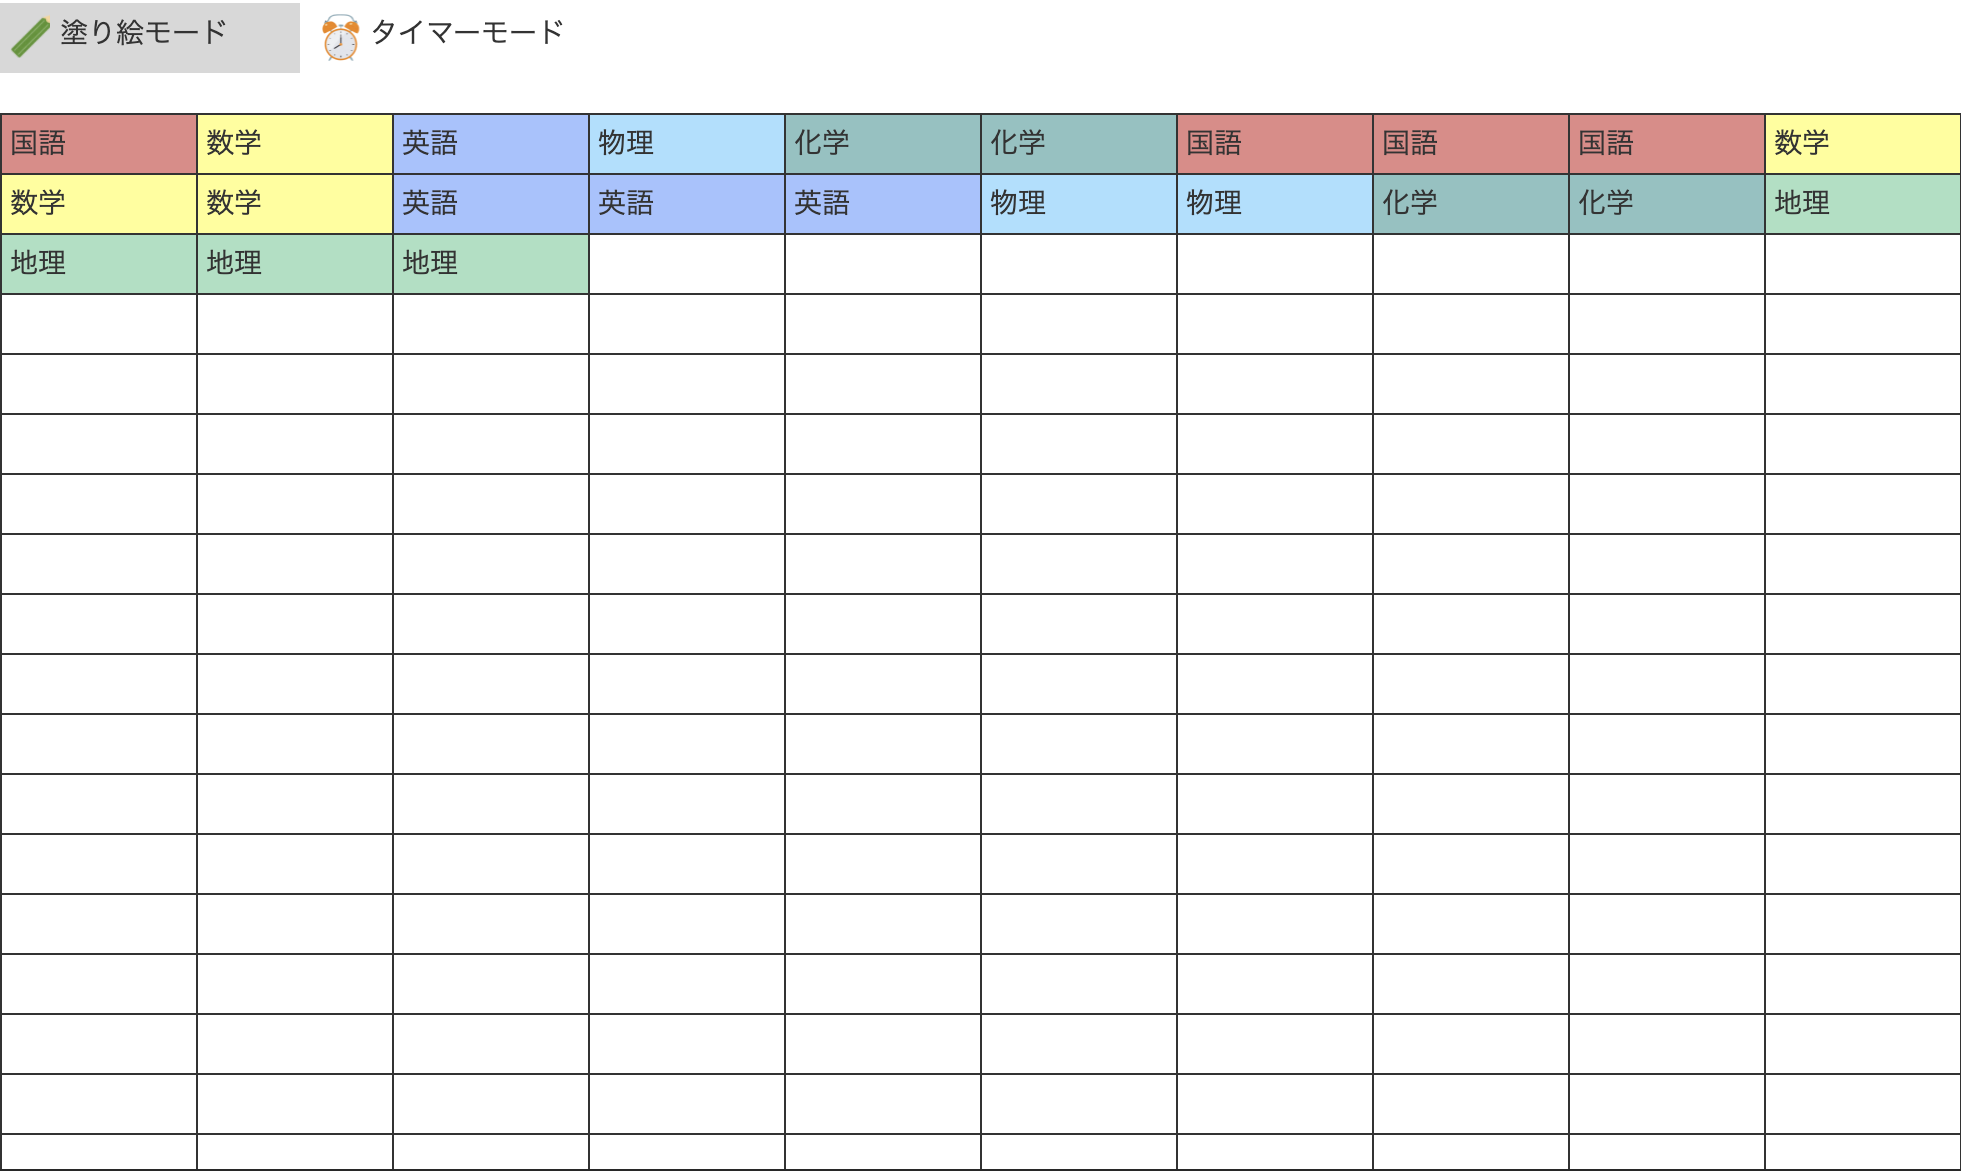 塗り絵モード タイマーモード
国語 数学 英語 物理 化学 化学 国語 国語 国語 数学
数学 数学 英語 英語 英語 物理 物理 化学 化学 地理
地理 地理 地理